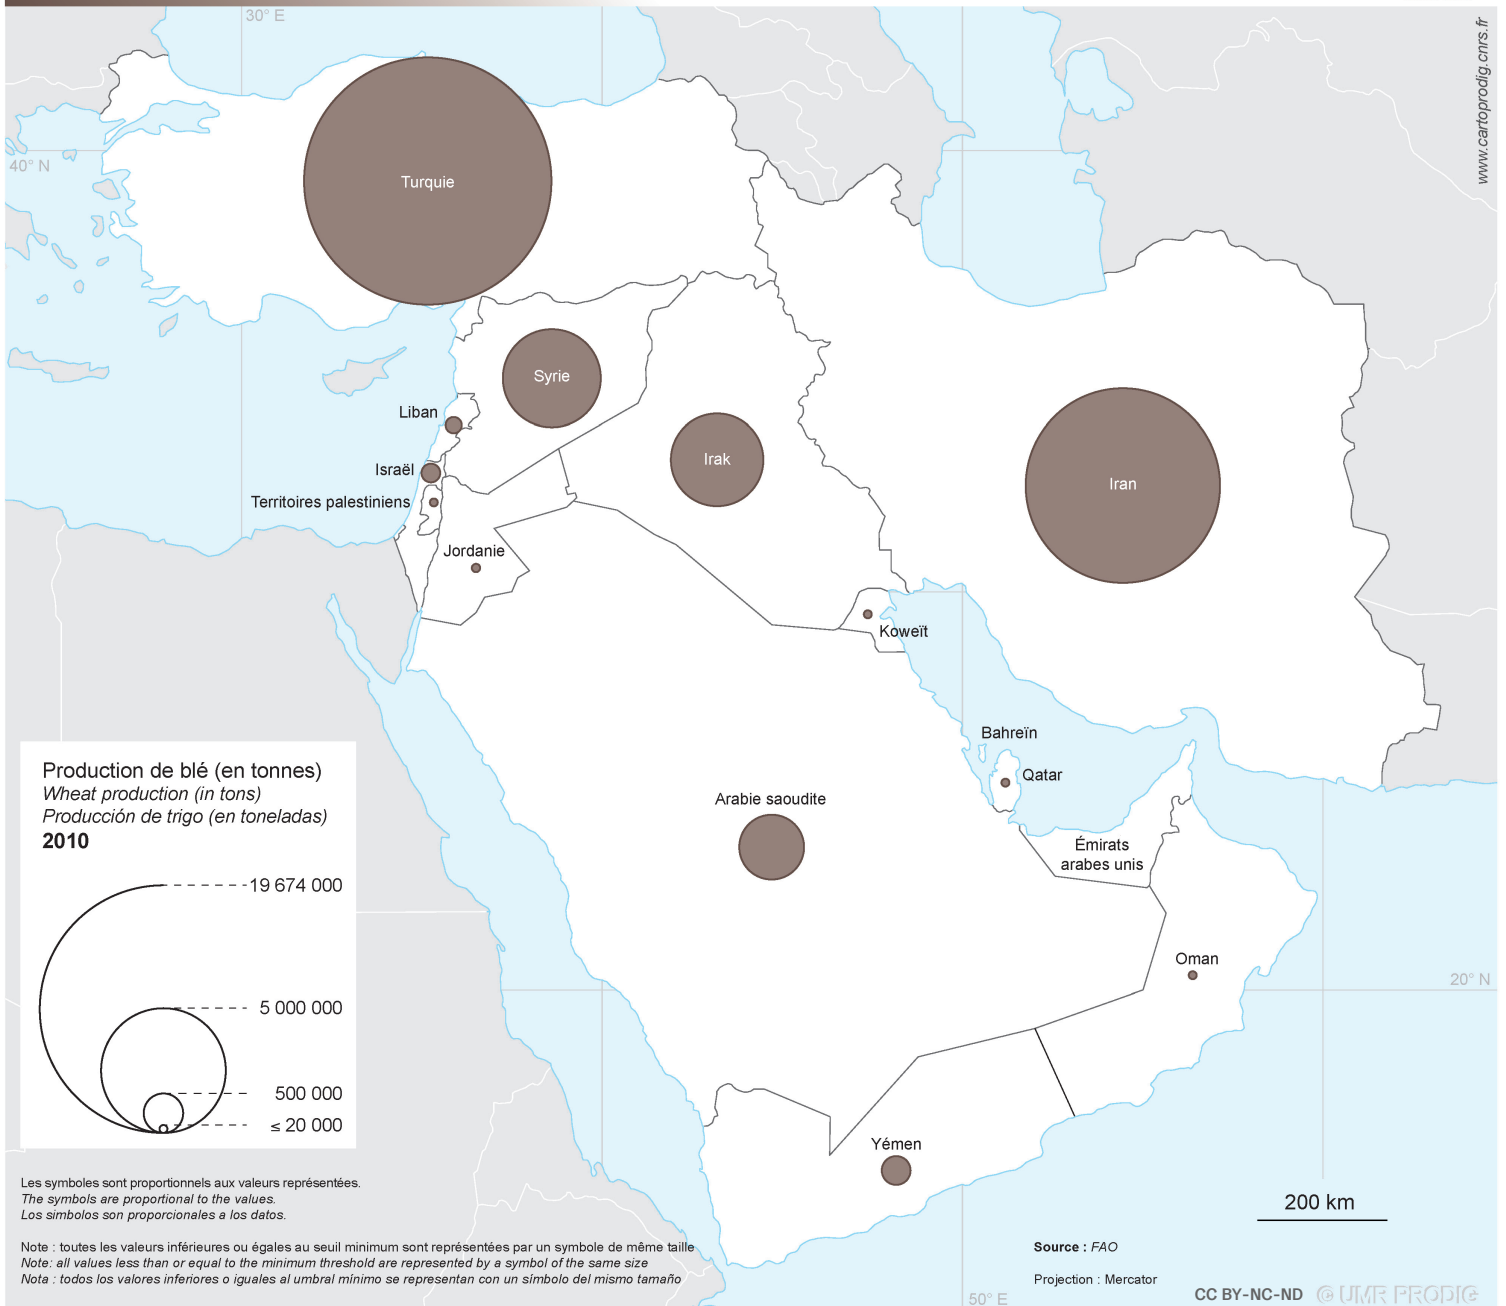 30° E
www.cartoprodig.cnrs.fr
40° N
Turquie
Syrie
Liban
Irak
Israël
Iran
Territoires palestiniens
Jordanie
Koweït
Bahreïn
Qatar
Arabie saoudite
Émirats
arabes unis
Oman
20° N
Yémen
Production de blé (en tonnes)
Wheat production (in tons)
Producción de trigo (en toneladas)
2010
19 674 000
5 000 000
500 000
≤ 20 000
Les symboles sont proportionnels aux valeurs représentées.
The symbols are proportional to the values.
Los simbolos son proporcionales a los datos.
Note : toutes les valeurs inférieures ou égales au seuil minimum sont représentées par un symbole de même taille
Note: all values less than or equal to the minimum threshold are represented by a symbol of the same size
Nota : todos los valores inferiores o iguales al umbral mínimo se representan con un símbolo del mismo tamaño
200 km
Source : FAO
Projection : Mercator
50° E
CC BY-NC-ND © UMR PRODIG